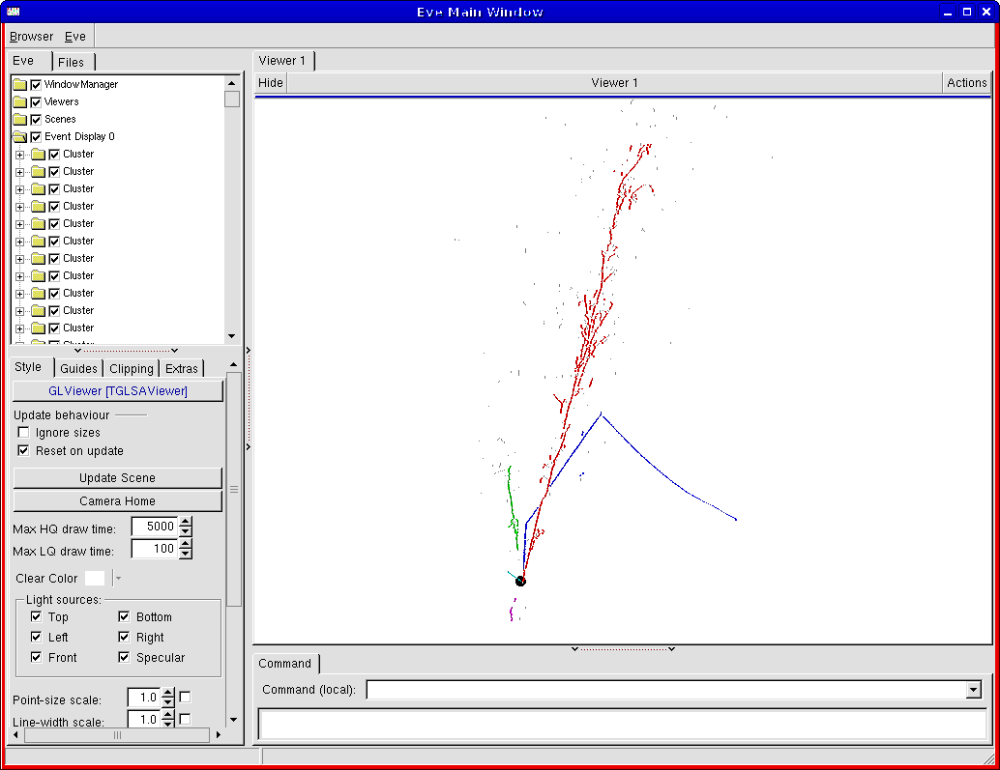 Eve Main Window
Browser Eve
Eve Files
WindowManager
Viewers
Scenes
Event Display 0
Cluster
Cluster
Cluster
Cluster
Cluster
Cluster
Cluster
Cluster
Cluster
Cluster
Cluster
Cluster
Style Guides Clipping Extras
GLViewer [TGLSAViewer]
Update behaviour
Ignore sizes
Reset on update
Update Scene
Camera Home
Max HQ draw time: 5000
Max LQ draw time: 100
Clear Color
Light sources:
Top Bottom
Left Right
Front Specular
Point-size scale: 1.0
Line-width scale: 1.0
Viewer 1
Hide Viewer 1 Actions
Command
Command (local):